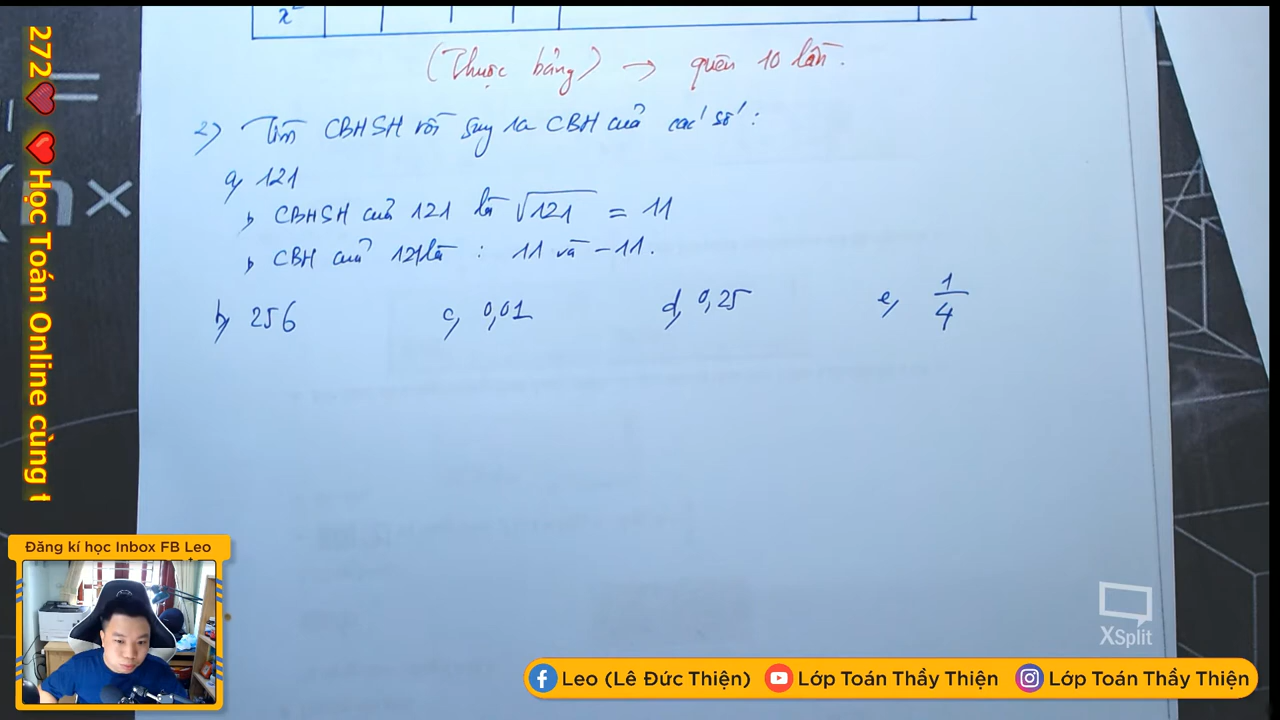 x²
(Thuộc bảng) → quên 10 lần.
2) Tìm CBHSH rồi suy ra CBH của các số :
a, 121
CBHSH của 121 là √121 = 11
CBH của 121 là : 11 và -11.
b, 256 c, 0,01 d, 0,25 e, 1/4
272❤️ ❤️Học Toán Online cùng t
Đăng kí học Inbox FB Leo
XSplit
Leo (Lê Đức Thiện) Lớp Toán Thầy Thiện Lớp Toán Thầy Thiện